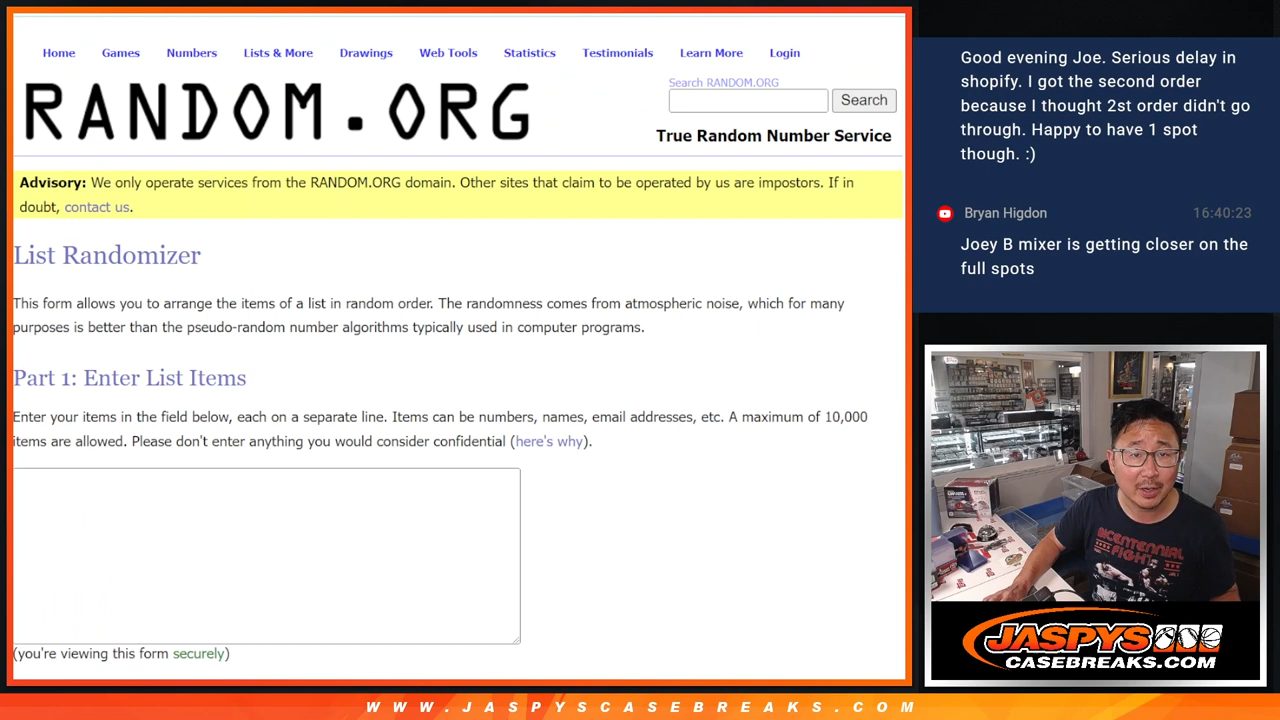 Home Games Numbers Lists & More Drawings Web Tools Statistics Testimonials Learn More Login
RANDOM.ORG
Search RANDOM.ORG
Search
True Random Number Service
Advisory: We only operate services from the RANDOM.ORG domain. Other sites that claim to be operated by us are impostors. If in
doubt, contact us.
List Randomizer
This form allows you to arrange the items of a list in random order. The randomness comes from atmospheric noise, which for many
purposes is better than the pseudo-random number algorithms typically used in computer programs.
Part 1: Enter List Items
Enter your items in the field below, each on a separate line. Items can be numbers, names, email addresses, etc. A maximum of 10,000
items are allowed. Please don't enter anything you would consider confidential (here's why).
(you're viewing this form securely)
Good evening Joe. Serious delay in
shopify. I got the second order
because I thought 2st order didn't go
through. Happy to have 1 spot
though. :)
Bryan Higdon 16:40:23
Joey B mixer is getting closer on the
full spots
BICENTENNIAL
FIGHT
JASPYS
CASEBREAKS.COM
WWW.JASPYSCASEBREAKS.COM